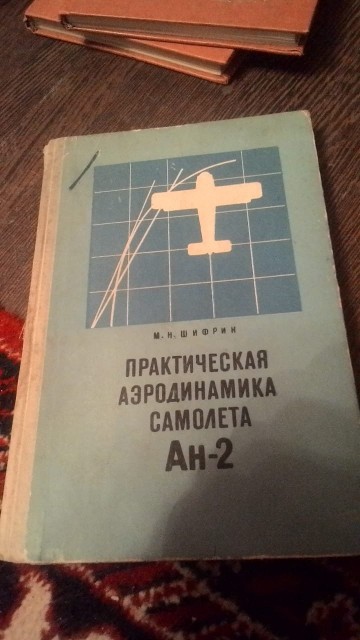 М. Н. ШИФРИН
ПРАКТИЧЕСКАЯ
АЭРОДИНАМИКА
САМОЛЕТА
Ан-2